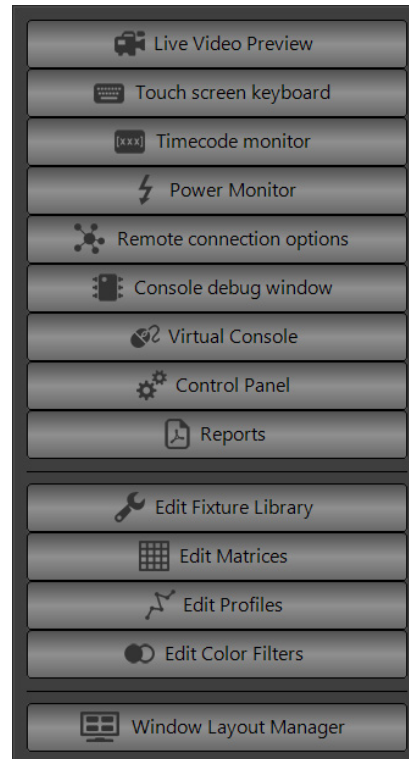 Live Video Preview
Touch screen keyboard
[xxx] Timecode monitor
Power Monitor
Remote connection options
Console debug window
Virtual Console
Control Panel
Reports
Edit Fixture Library
Edit Matrices
Edit Profiles
Edit Color Filters
Window Layout Manager